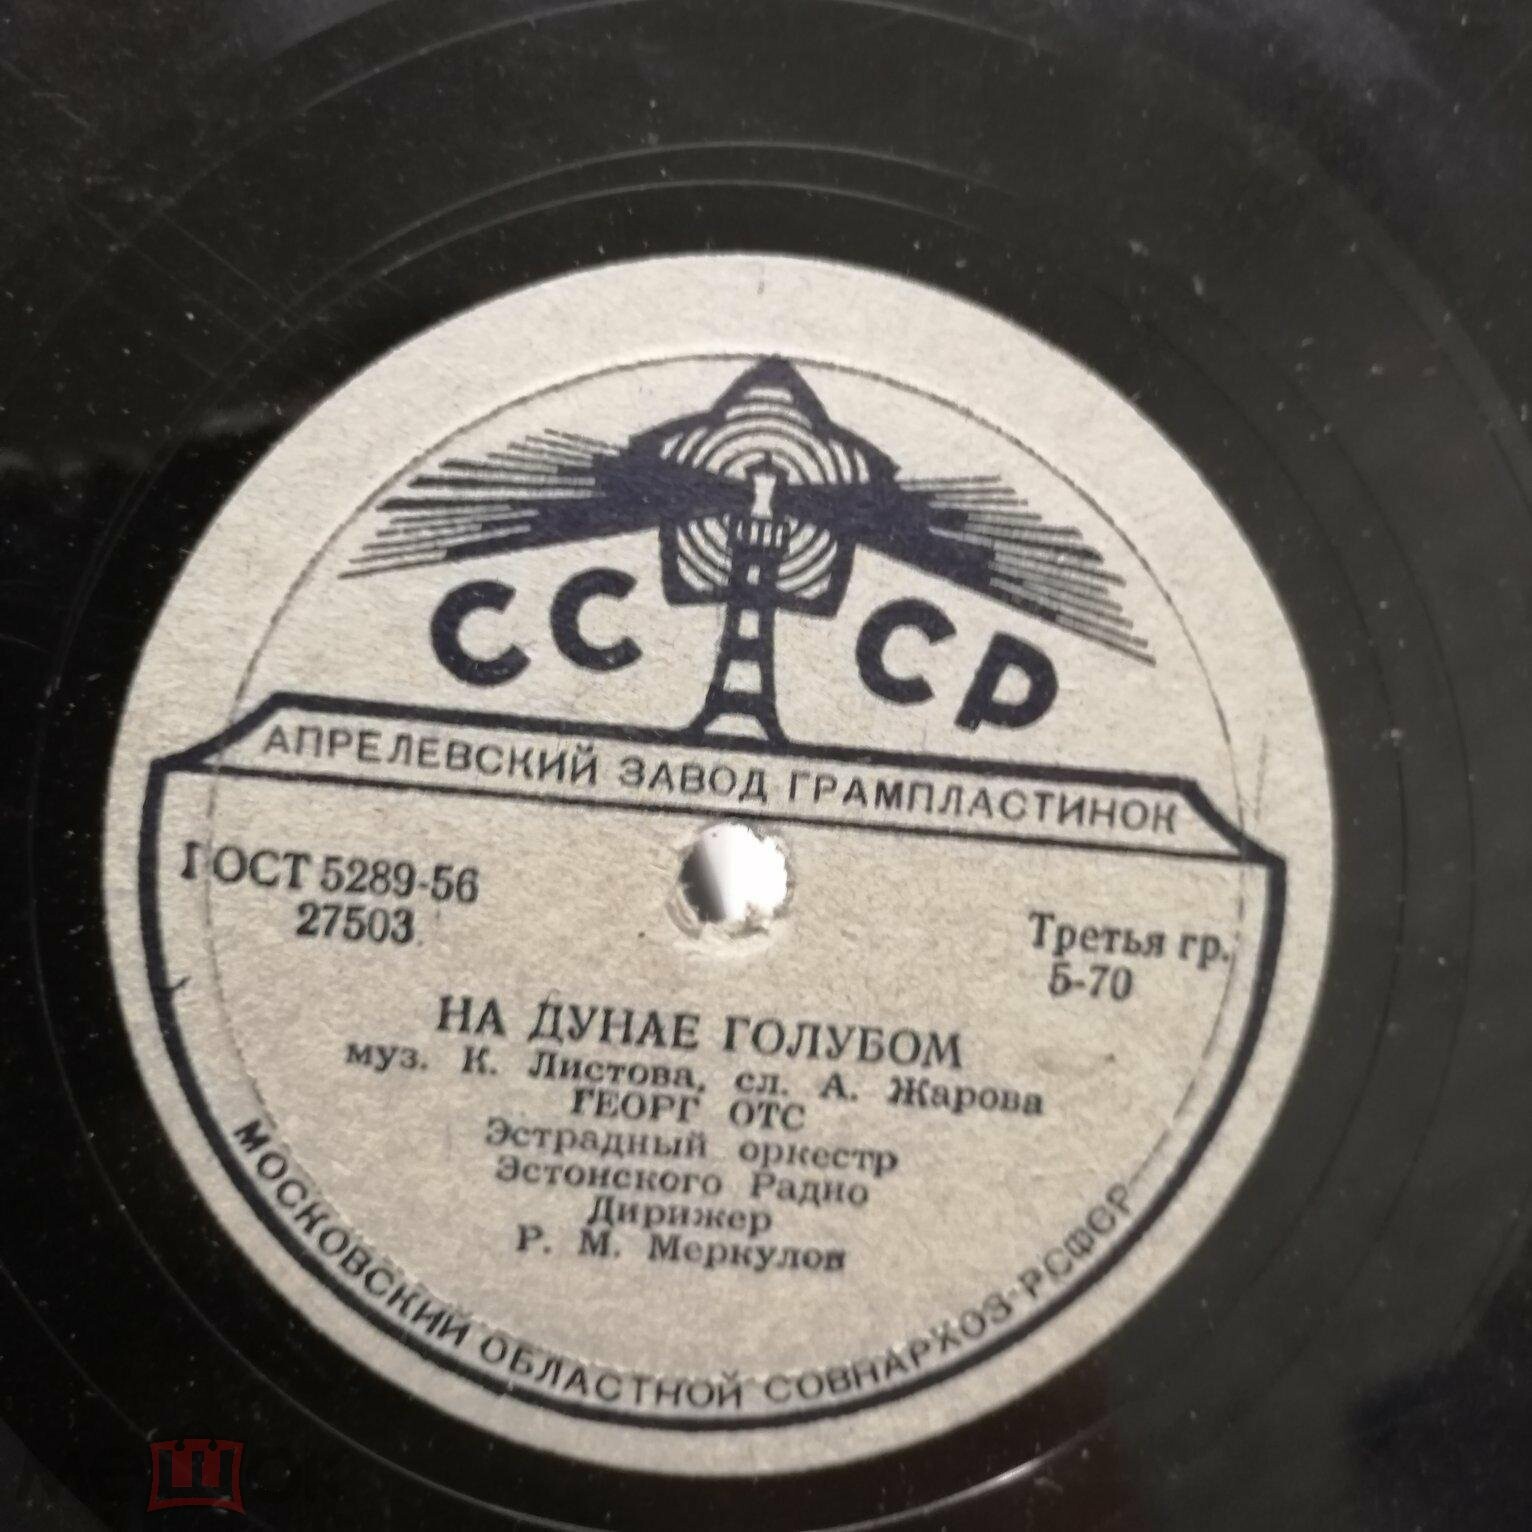 СССР
АПРЕЛЕВСКИЙ ЗАВОД ГРАМПЛАСТИНОК
ГОСТ 5289-56
27503
Третья гр.
Б-70
НА ДУНАЕ ГОЛУБОМ
муз. К. Листова, сл. А. Жарова
ГЕОРГ ОТС
Эстрадный оркестр
Эстонского Радио
Дирижер
Р. М. Меркулов
МОСКОВСКИЙ ОБЛАСТНОЙ СОВНАРХОЗ-РСФСР
мешок